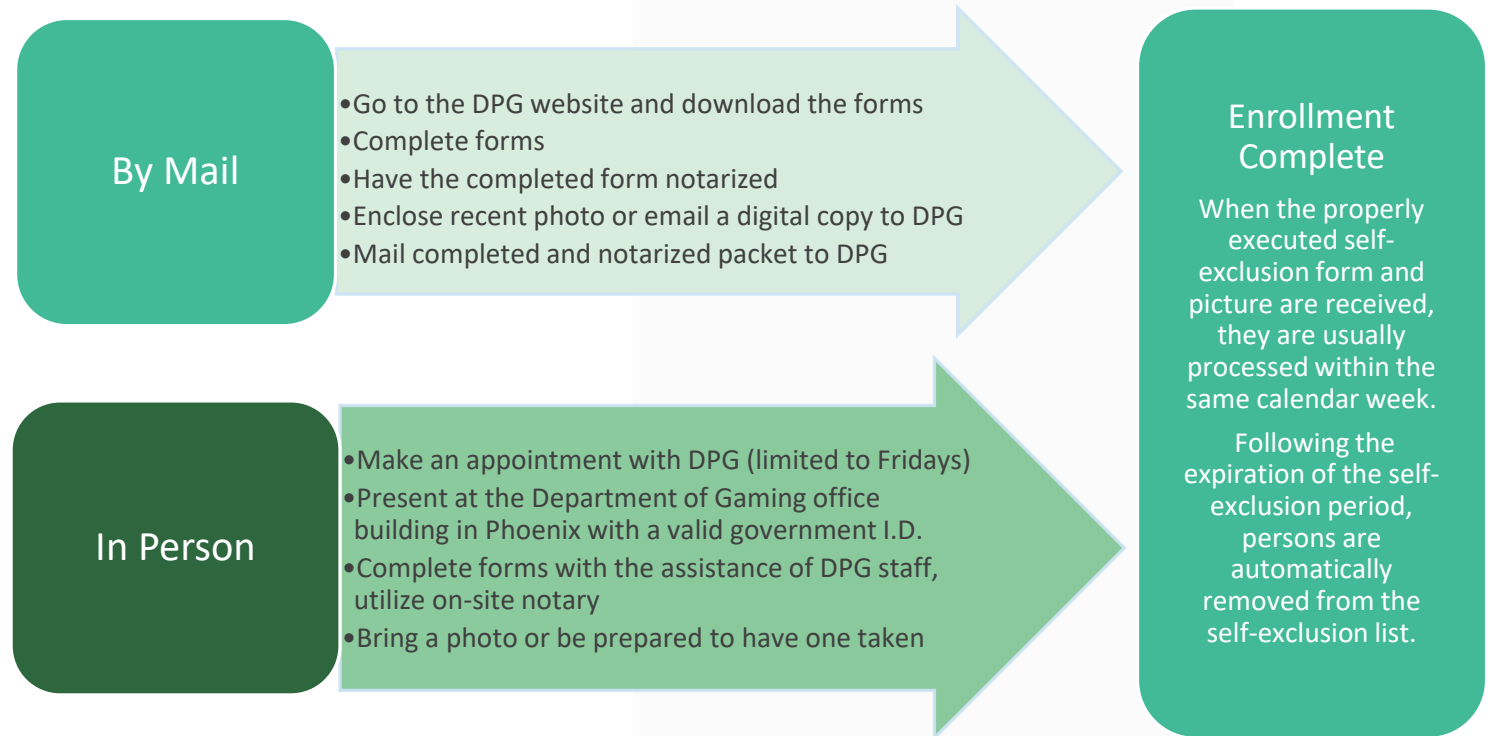 By Mail
•Go to the DPG website and download the forms
•Complete forms
•Have the completed form notarized
•Enclose recent photo or email a digital copy to DPG
•Mail completed and notarized packet to DPG
In Person
•Make an appointment with DPG (limited to Fridays)
•Present at the Department of Gaming office
building in Phoenix with a valid government I.D.
•Complete forms with the assistance of DPG staff,
utilize on-site notary
•Bring a photo or be prepared to have one taken
Enrollment
Complete
When the properly
executed self-
exclusion form and
picture are received,
they are usually
processed within the
same calendar week.
Following the
expiration of the self-
exclusion period,
persons are
automatically
removed from the
self-exclusion list.